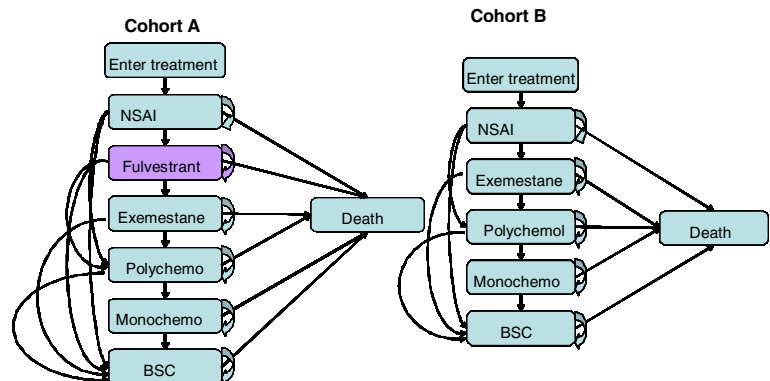 Cohort A
Enter treatment
NSAI
Fulvestrant
Exemestane
Polychemo
Monochemo
BSC
Death
Cohort B
Enter treatment
NSAI
Exemestane
Polychemol
Monochemo
BSC
Death